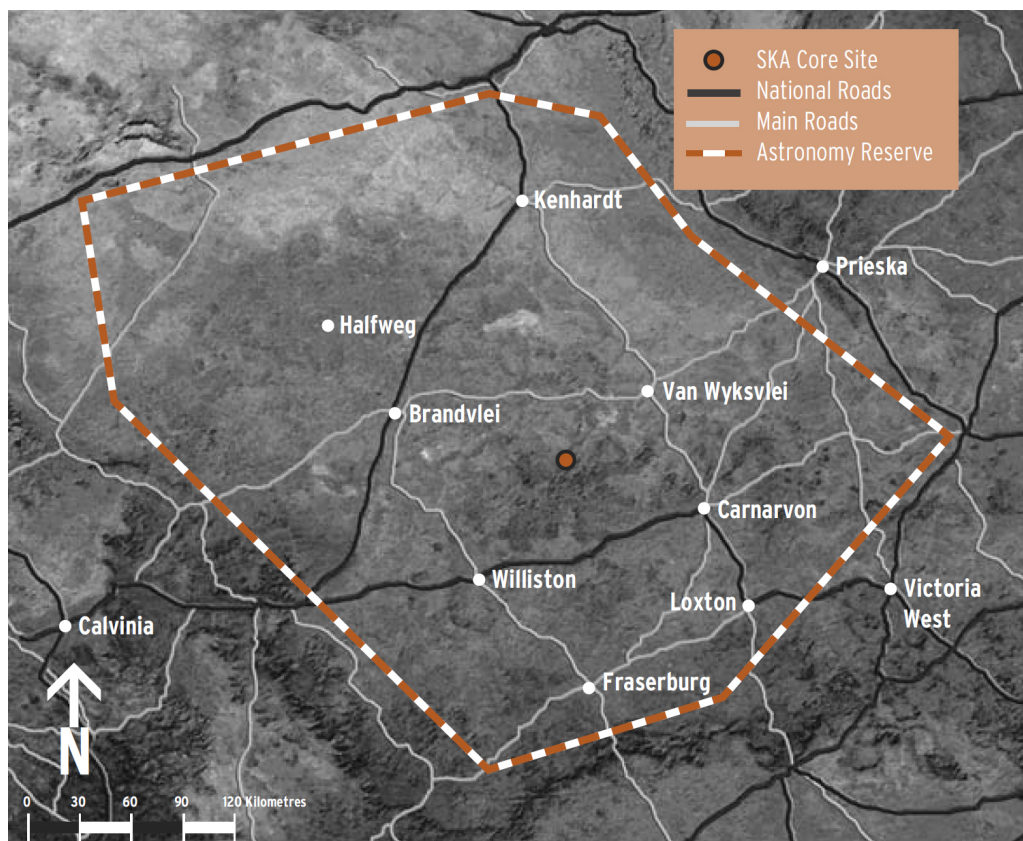 SKA Core Site
National Roads
Main Roads
Astronomy Reserve
Kenhardt
Prieska
Halfweg
Van Wyksvlei
Brandvlei
Carnarvon
Williston
Loxton
Victoria
West
Calvinia
Fraserburg
N
0 30 60 90 120 Kilometres